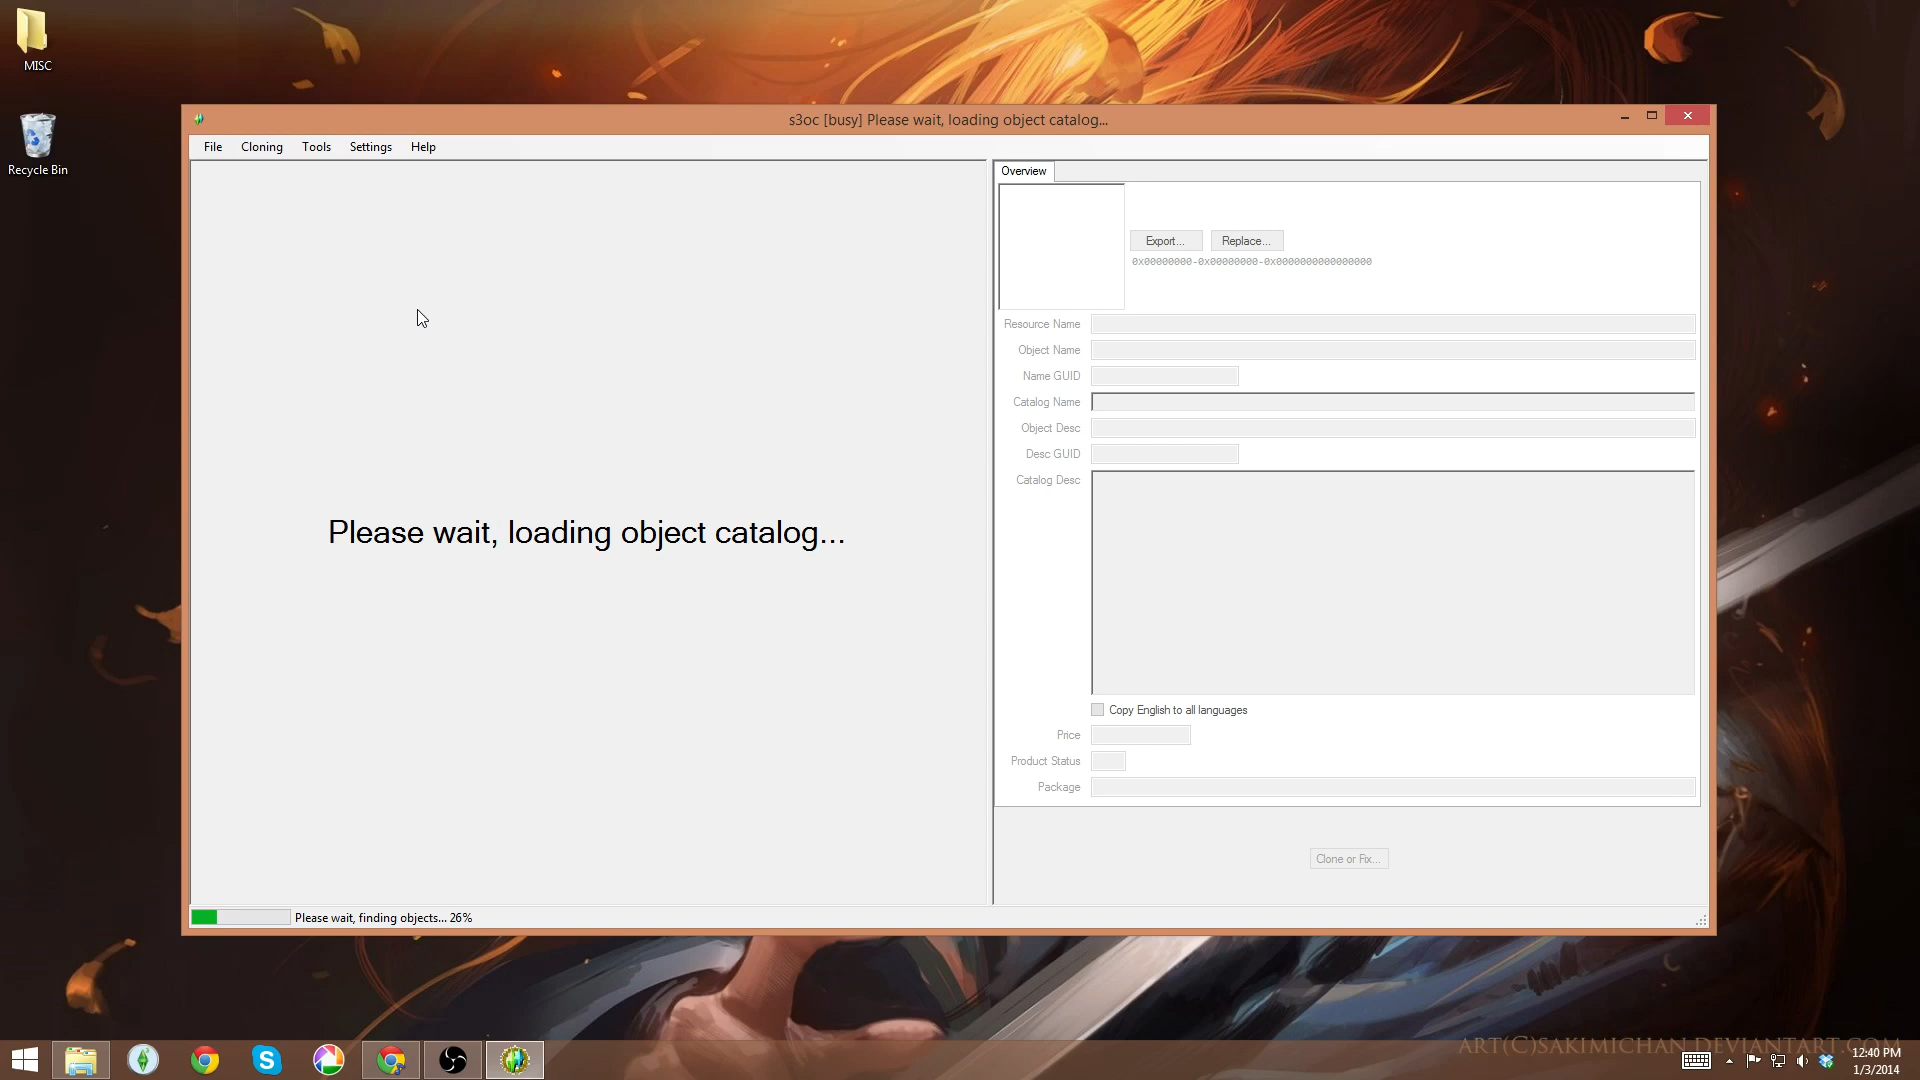 MISC
Recycle Bin
s3oc [busy] Please wait, loading object catalog...
File Cloning Tools Settings Help
Overview
Export... Replace...
0x00000000-0x00000000-0x0000000000000000
Resource Name
Object Name
Name GUID
Catalog Name
Object Desc
Desc GUID
Catalog Desc
Please wait, loading object catalog...
Copy English to all languages
Price
Product Status
Package
Clone or Fix...
Please wait, finding objects... 26%
ART(C)SAKIMICHAN.DEVIANTART.COM
12:40 PM
1/3/2014